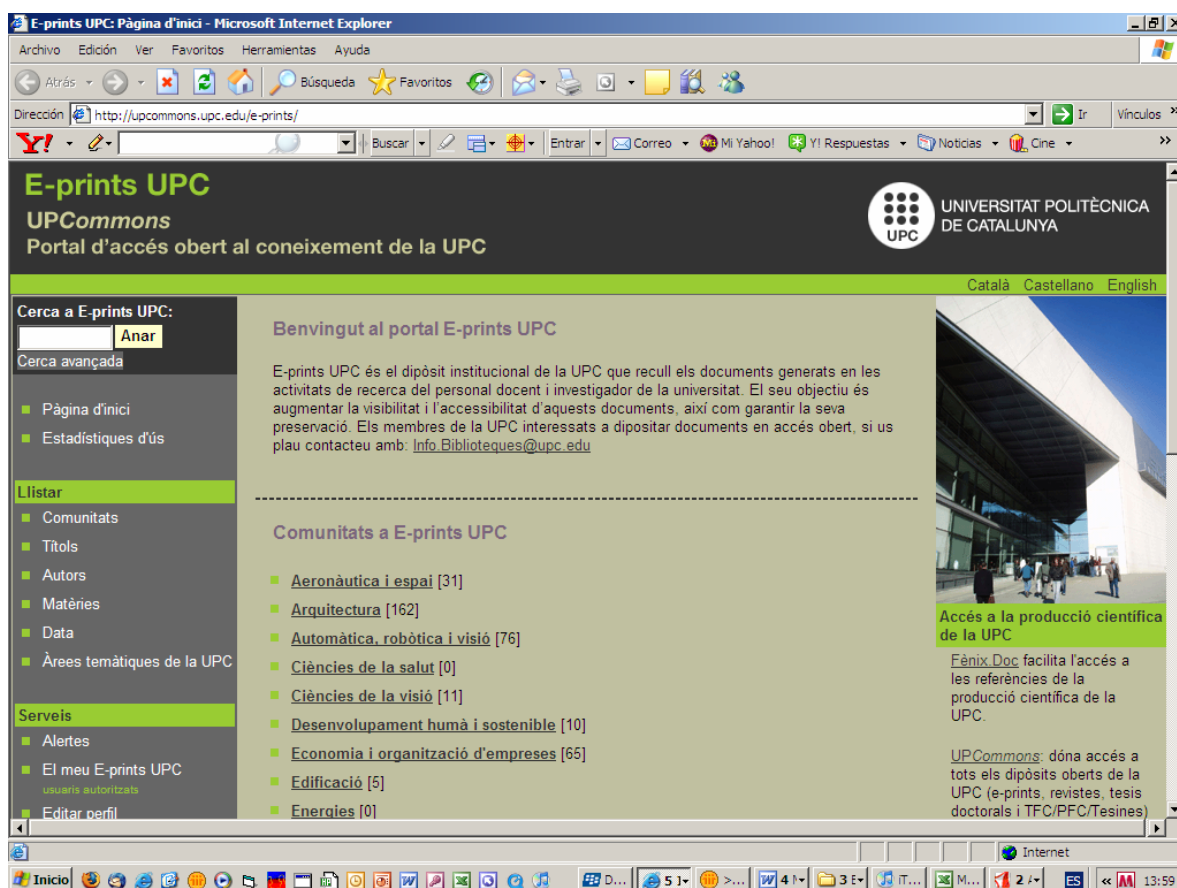 E-prints UPC: Pàgina d'inici - Microsoft Internet Explorer
Archivo Edición Ver Favoritos Herramientas Ayuda
Atrás Búsqueda Favoritos
Dirección http://upcommons.upc.edu/e-prints/ Ir Vínculos »
Y! Buscar Entrar Correo Mi Yahoo! Y! Respuestas Noticias Cine »
E-prints UPC
UPCommons
Portal d'accés obert al coneixement de la UPC
UPC
UNIVERSITAT POLITÈCNICA
DE CATALUNYA
Català Castellano English
Cerca a E-prints UPC:
Anar
Cerca avançada
Pàgina d'inici
Estadístiques d'ús
Llistar
Comunitats
Títols
Autors
Matèries
Data
Àrees temàtiques de la UPC
Serveis
Alertes
El meu E-prints UPC
usuaris autoritzats
Editar perfil
Benvingut al portal E-prints UPC
E-prints UPC és el dipòsit institucional de la UPC que recull els documents generats en les
activitats de recerca del personal docent i investigador de la universitat. El seu objectiu és
augmentar la visibilitat i l'accessibilitat d'aquests documents, així com garantir la seva
preservació. Els membres de la UPC interessats a dipositar documents en accés obert, si us
plau contacteu amb: Info.Biblioteques@upc.edu
Comunitats a E-prints UPC
Aeronàutica i espai [31]
Arquitectura [162]
Automàtica, robòtica i visió [76]
Ciències de la salut [0]
Ciències de la visió [11]
Desenvolupament humà i sostenible [10]
Economia i organització d'empreses [65]
Edificació [5]
Energies [0]
Accés a la producció científica
de la UPC
Fènix.Doc facilita l'accés a
les referències de la
producció científica de la
UPC.
UPCommons: dóna accés a
tots els dipòsits oberts de la
UPC (e-prints, revistes, tesis
doctorals i TFC/PFC/Tesines)
Internet
Inicio D... 5 >... 4 3 iT... M... 2 ES « 13:59